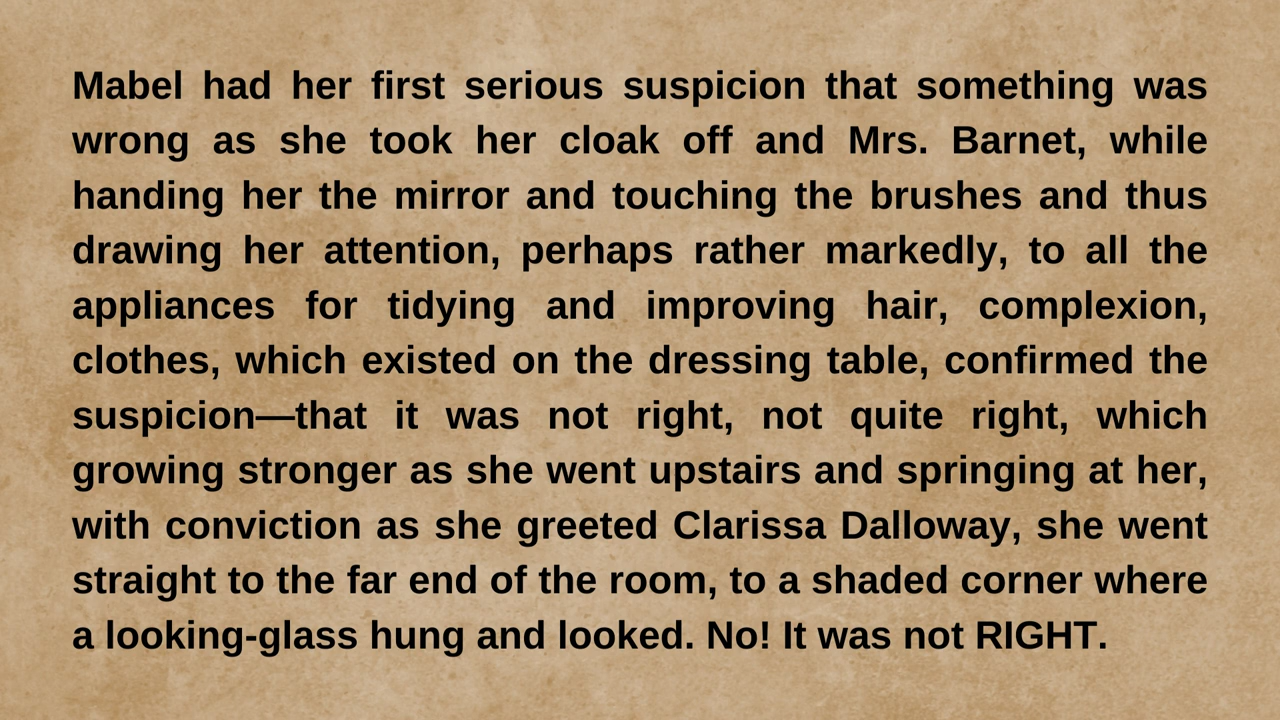 Mabel had her first serious suspicion that something was
wrong as she took her cloak off and Mrs. Barnet, while
handing her the mirror and touching the brushes and thus
drawing her attention, perhaps rather markedly, to all the
appliances for tidying and improving hair, complexion,
clothes, which existed on the dressing table, confirmed the
suspicion—that it was not right, not quite right, which
growing stronger as she went upstairs and springing at her,
with conviction as she greeted Clarissa Dalloway, she went
straight to the far end of the room, to a shaded corner where
a looking-glass hung and looked. No! It was not RIGHT.